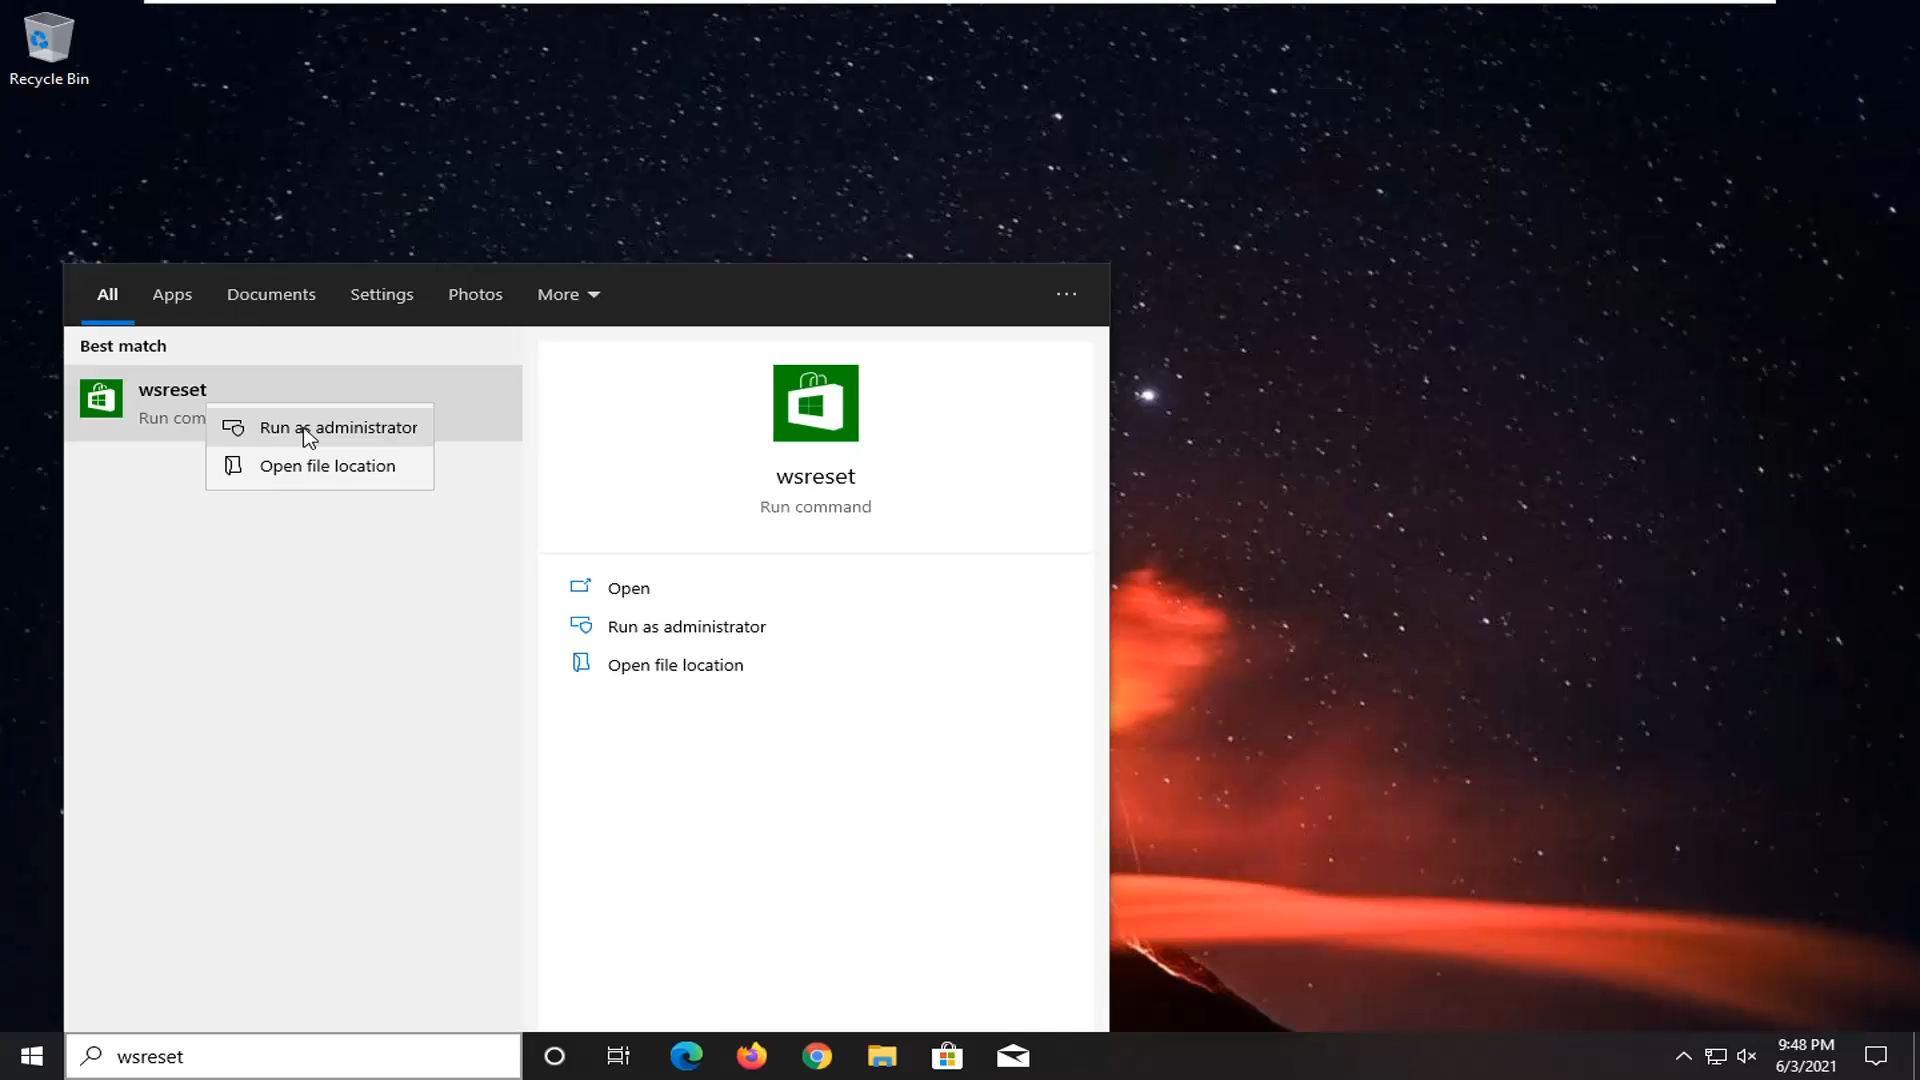 Recycle Bin
All Apps Documents Settings Photos More
Best match
wsreset
Run com
Run as administrator
Open file location
wsreset
Run command
Open
Run as administrator
Open file location
wsreset
9:48 PM
6/3/2021